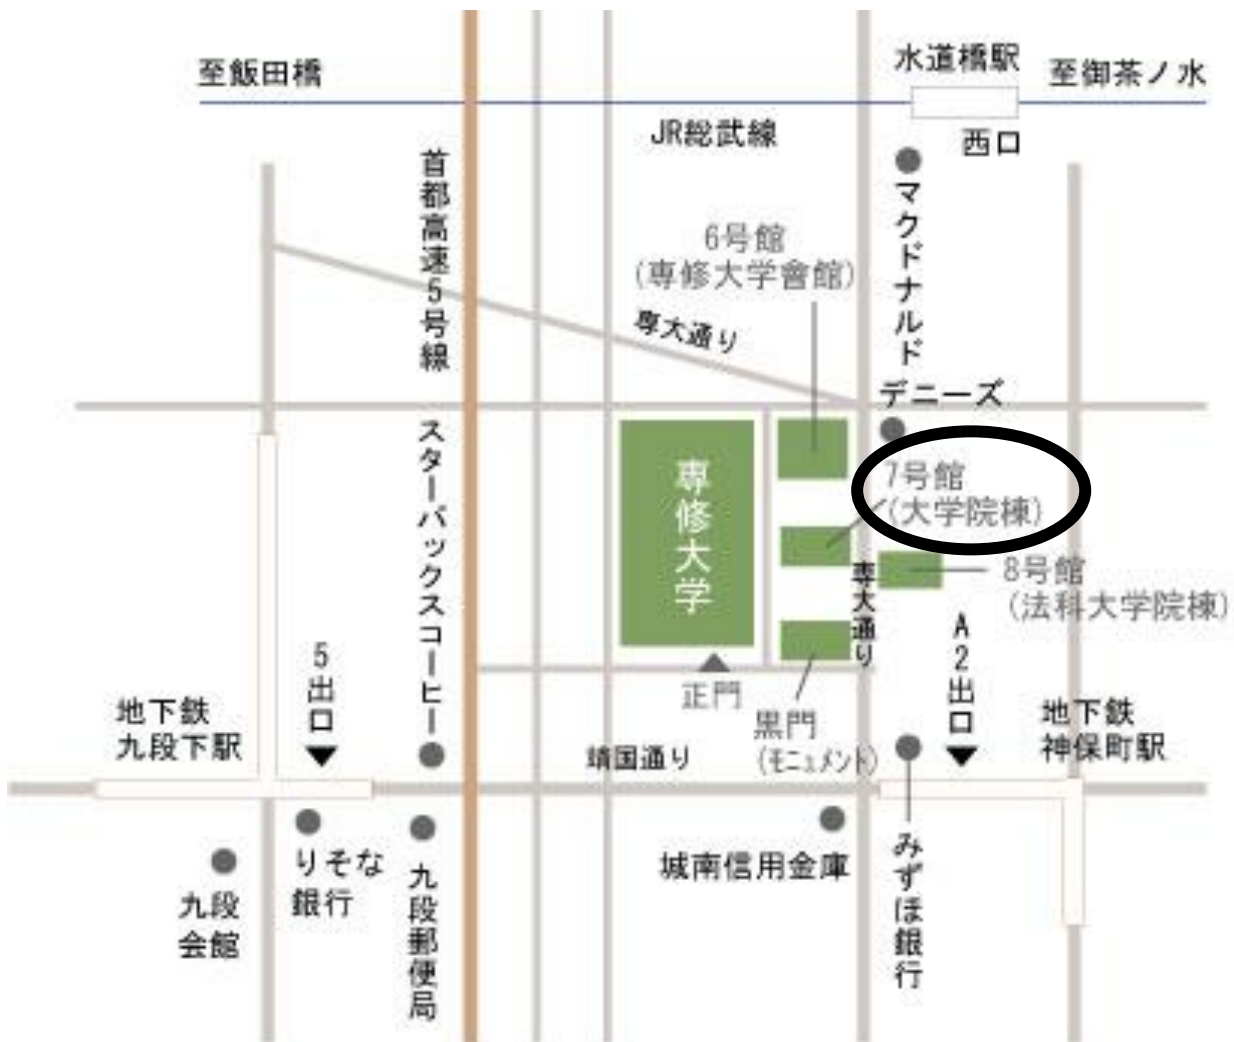 水道橋駅
至飯田橋
至御茶ノ水
JR総武線
西口
首都高速5号線
マクドナルド
6号館
(専修大学會館)
専大通り
デニーズ
スターバックスコーヒー
専修大学
7号館
(大学院棟)
8号館
(法科大学院棟)
専大通り
A2出口
5出口
正門
黒門
(モニュメント)
地下鉄
九段下駅
靖国通り
地下鉄
神保町駅
りそな
銀行
九段
会館
九段郵便局
城南信用金庫
みずほ銀行